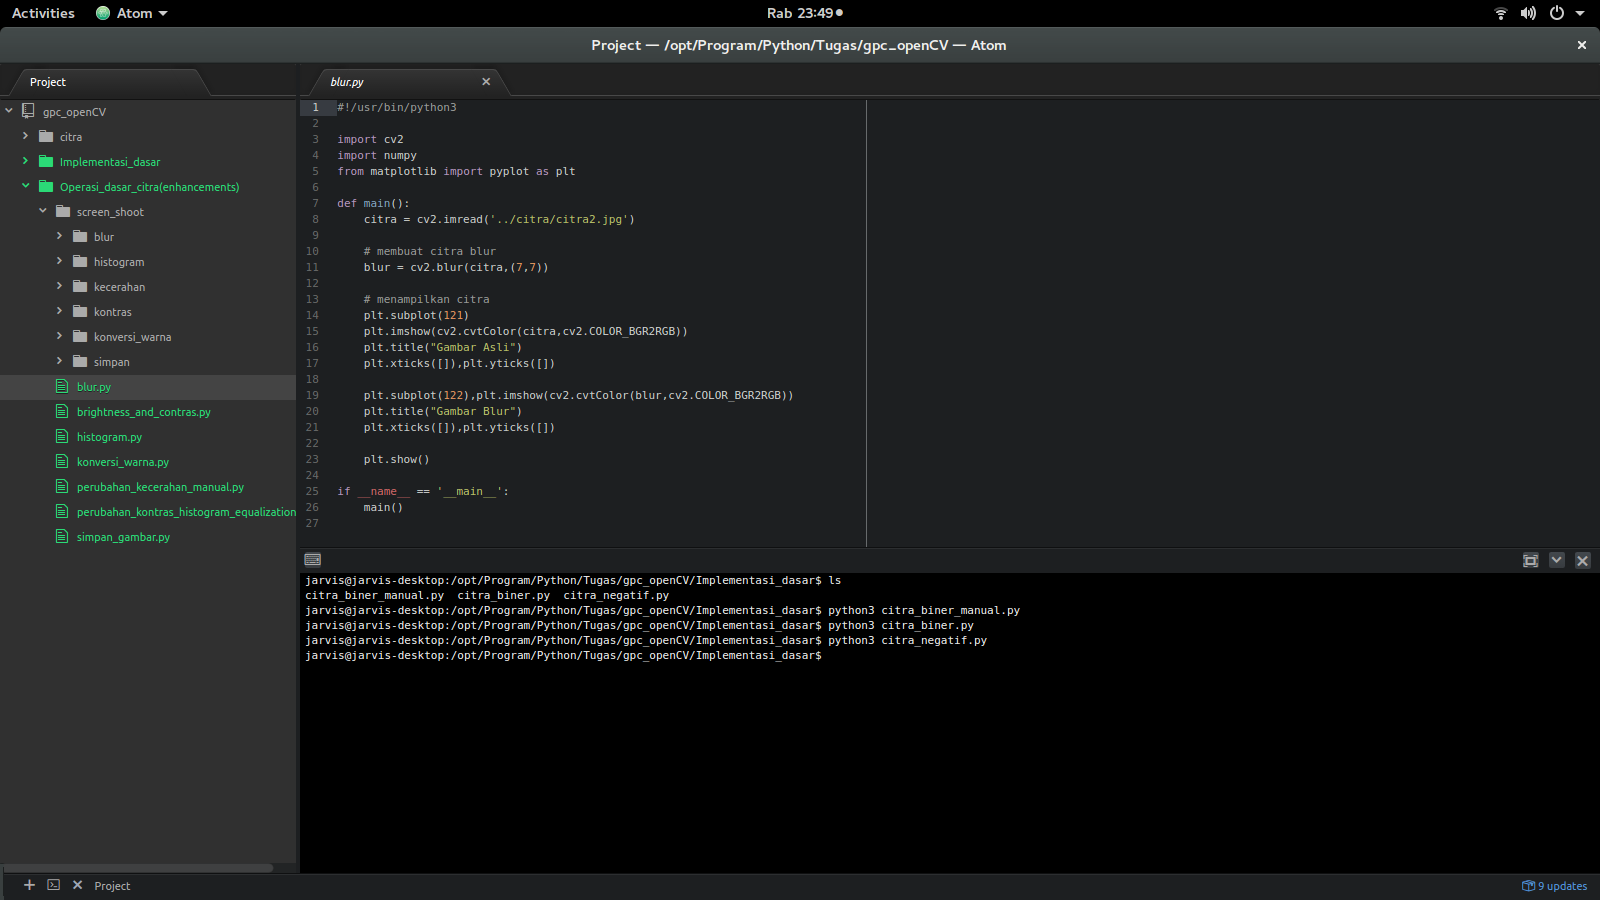 Activities Atom Rab 23:49
Project — /opt/Program/Python/Tugas/gpc_openCV — Atom
Project
gpc_openCV
citra
Implementasi_dasar
Operasi_dasar_citra(enhancements)
screen_shoot
blur
histogram
kecerahan
kontras
konversi_warna
simpan
blur.py
brightness_and_contras.py
histogram.py
konversi_warna.py
perubahan_kecerahan_manual.py
perubahan_kontras_histogram_equalization
simpan_gambar.py
blur.py
1 #!/usr/bin/python3
2
3 import cv2
4 import numpy
5 from matplotlib import pyplot as plt
6
7 def main():
8     citra = cv2.imread('../citra/citra2.jpg')
9
10     # membuat citra blur
11     blur = cv2.blur(citra,(7,7))
12
13     # menampilkan citra
14     plt.subplot(121)
15     plt.imshow(cv2.cvtColor(citra,cv2.COLOR_BGR2RGB))
16     plt.title("Gambar Asli")
17     plt.xticks([]),plt.yticks([])
18
19     plt.subplot(122),plt.imshow(cv2.cvtColor(blur,cv2.COLOR_BGR2RGB))
20     plt.title("Gambar Blur")
21     plt.xticks([]),plt.yticks([])
22
23     plt.show()
24
25 if __name__ == '__main__':
26     main()
27
jarvis@jarvis-desktop:/opt/Program/Python/Tugas/gpc_openCV/Implementasi_dasar$ ls
citra_biner_manual.py  citra_biner.py  citra_negatif.py
jarvis@jarvis-desktop:/opt/Program/Python/Tugas/gpc_openCV/Implementasi_dasar$ python3 citra_biner_manual.py
jarvis@jarvis-desktop:/opt/Program/Python/Tugas/gpc_openCV/Implementasi_dasar$ python3 citra_biner.py
jarvis@jarvis-desktop:/opt/Program/Python/Tugas/gpc_openCV/Implementasi_dasar$ python3 citra_negatif.py
jarvis@jarvis-desktop:/opt/Program/Python/Tugas/gpc_openCV/Implementasi_dasar$
Project 9 updates